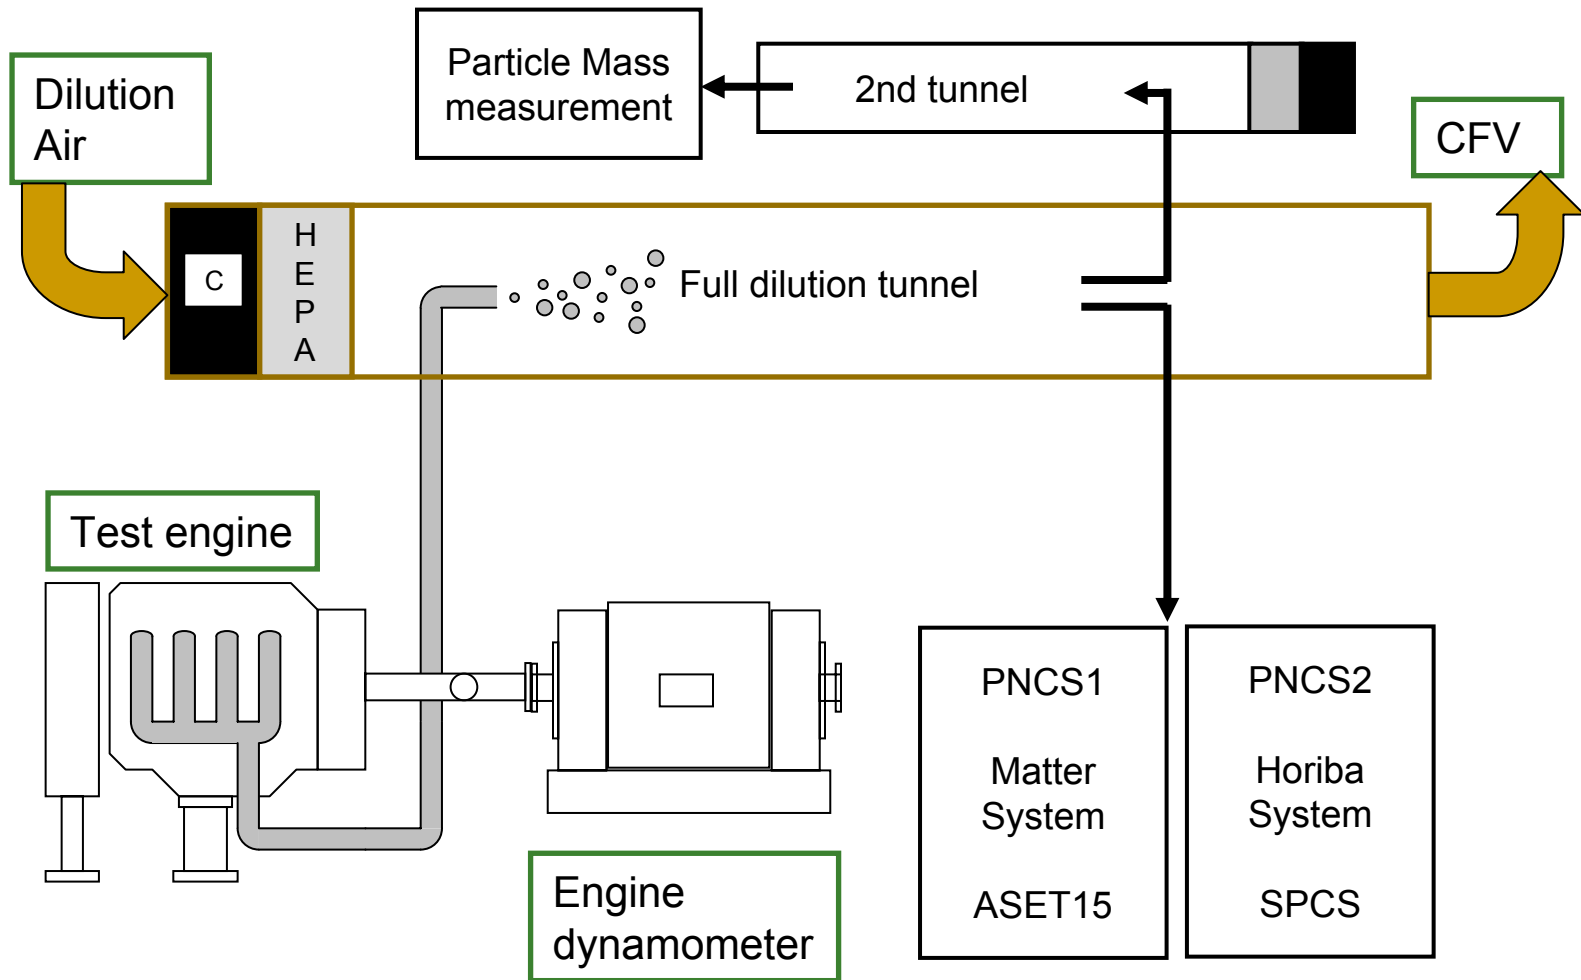 Particle Mass
measurement
2nd tunnel
Dilution
Air
CFV
C
H
E
P
A
Full dilution tunnel
Test engine
Engine
dynamometer
PNCS1
Matter
System
ASET15
PNCS2
Horiba
System
SPCS